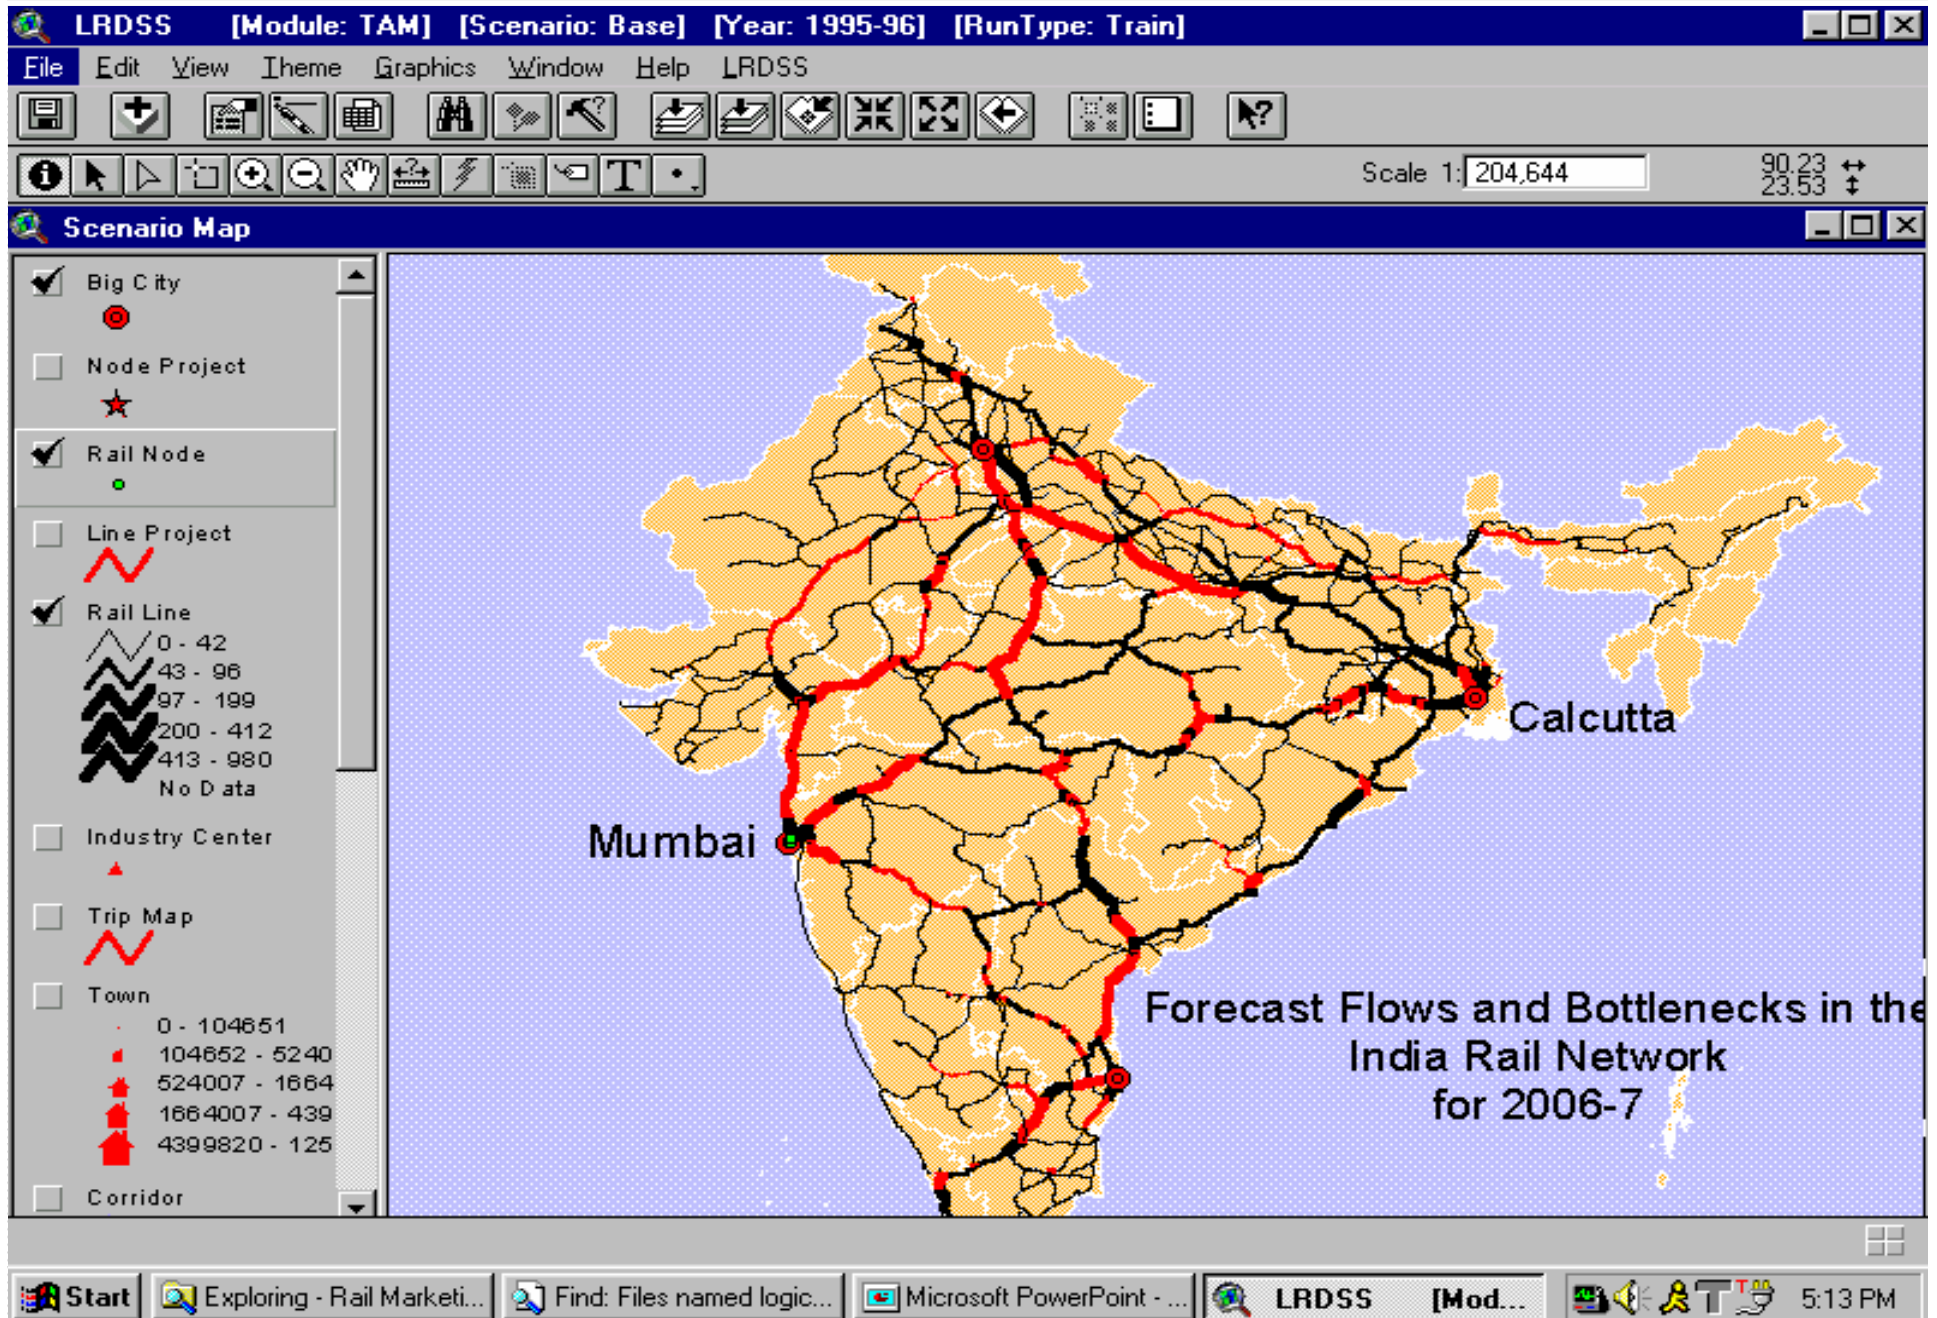 LRDSS [Module: TAM] [Scenario: Base] [Year: 1995-96] [RunType: Train]
File Edit View Theme Graphics Window Help LRDSS
Scale 1: 204,644
90.23
23.53
Scenario Map
Big City
Node Project
Rail Node
Line Project
Rail Line
0 - 42
43 - 96
97 - 199
200 - 412
413 - 980
No Data
Industry Center
Trip Map
Town
0 - 104651
104652 - 5240
524007 - 1664
1664007 - 439
4399820 - 125
Corridor
Calcutta
Mumbai
Forecast Flows and Bottlenecks in the
India Rail Network
for 2006-7
Start Exploring - Rail Marketi... Find: Files named logic... Microsoft PowerPoint - ... LRDSS [Mod... 5:13 PM